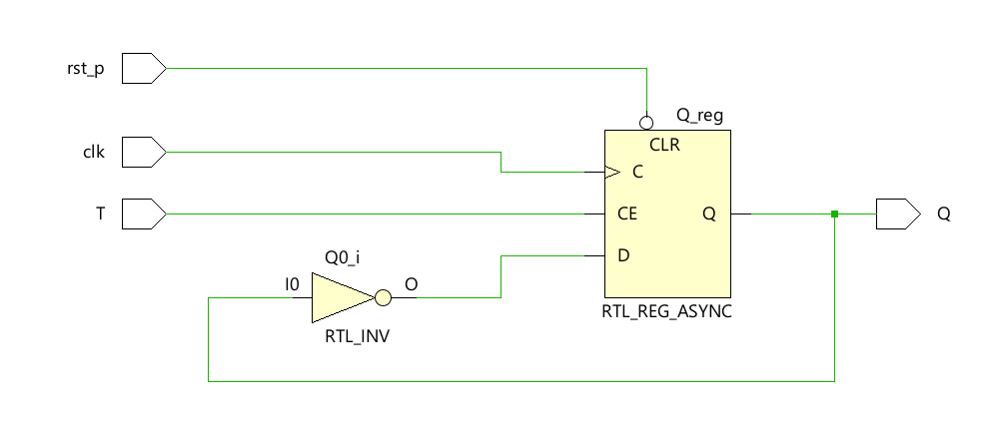 rst_p
Q_reg
CLR
clk
C
T
CE
Q
Q
Q0_i
D
I0
O
RTL_REG_ASYNC
RTL_INV